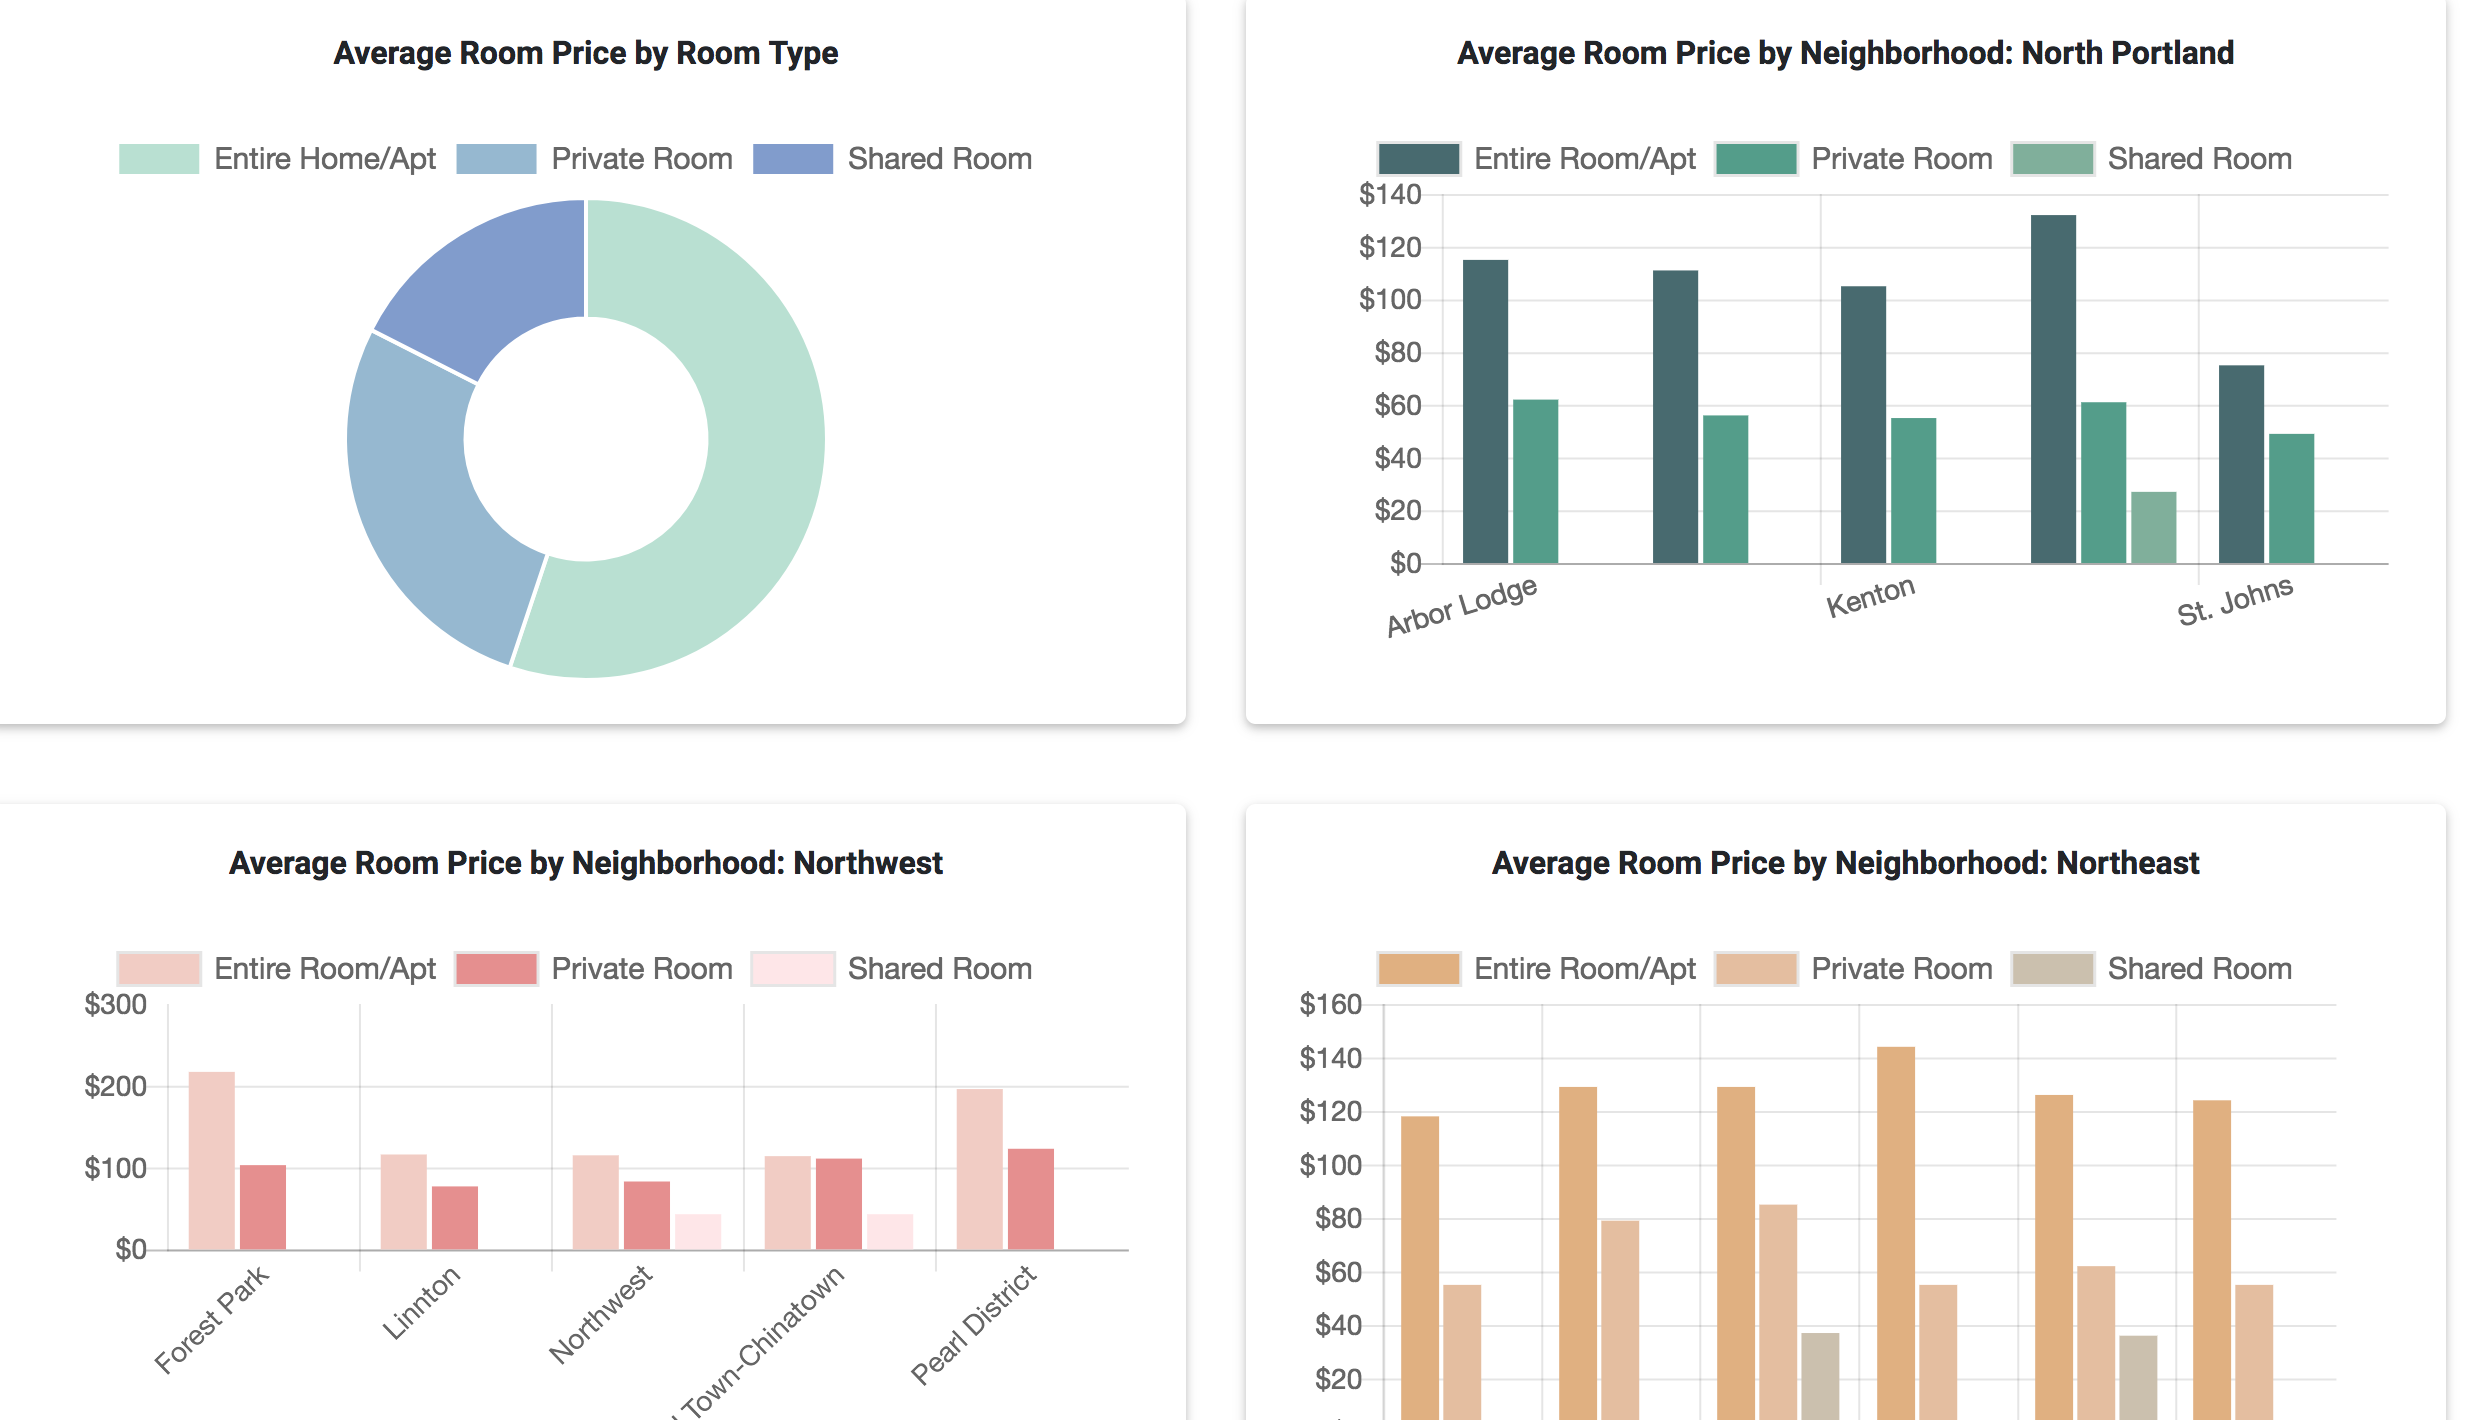 Average Room Price by Room Type
Entire Home/Apt Private Room Shared Room
Average Room Price by Neighborhood: North Portland
Entire Room/Apt Private Room Shared Room
$140
$120
$100
$80
$60
$40
$20
$0
Arbor Lodge Kenton St. Johns
Average Room Price by Neighborhood: Northwest
Entire Room/Apt Private Room Shared Room
$300
$200
$100
$0
Forest Park Linnton Northwest Town-Chinatown Pearl District
Average Room Price by Neighborhood: Northeast
Entire Room/Apt Private Room Shared Room
$160
$140
$120
$100
$80
$60
$40
$20